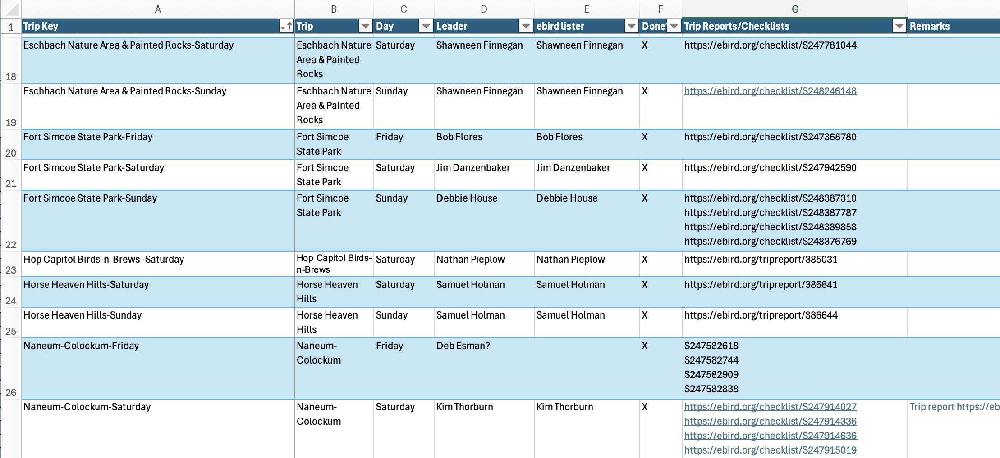 A B C D E F G
1 Trip Key Trip Day Leader ebird lister Done? Trip Reports/Checklists Remarks
Eschbach Nature Area & Painted Rocks-Saturday Eschbach Nature Saturday Shawneen Finnegan Shawneen Finnegan X https://ebird.org/checklist/S247781044
Area & Painted
18 Rocks
Eschbach Nature Area & Painted Rocks-Sunday Eschbach Nature Sunday Shawneen Finnegan Shawneen Finnegan X https://ebird.org/checklist/S248246148
Area & Painted
19 Rocks
Fort Simcoe State Park-Friday Fort Simcoe Friday Bob Flores Bob Flores X https://ebird.org/checklist/S247368780
20 State Park
Fort Simcoe State Park-Saturday Fort Simcoe Saturday Jim Danzenbaker Jim Danzenbaker X https://ebird.org/checklist/S247942590
21 State Park
Fort Simcoe State Park-Sunday Fort Simcoe Sunday Debbie House Debbie House X https://ebird.org/checklist/S248387310
State Park https://ebird.org/checklist/S248387787
https://ebird.org/checklist/S248389858
22 https://ebird.org/checklist/S248376769
Hop Capitol Birds-n-Brews -Saturday Hop Capitol Birds- Saturday Nathan Pieplow Nathan Pieplow X https://ebird.org/tripreport/385031
23 n-Brews
Horse Heaven Hills-Saturday Horse Heaven Saturday Samuel Holman Samuel Holman X https://ebird.org/tripreport/386641
24 Hills
Horse Heaven Hills-Sunday Horse Heaven Sunday Samuel Holman Samuel Holman X https://ebird.org/tripreport/386644
25 Hills
Naneum-Colockum-Friday Naneum- Friday Deb Esman? X S247582618
Colockum S247582744
S247582909
26 S247582838
Naneum-Colockum-Saturday Naneum- Saturday Kim Thorburn Kim Thorburn X https://ebird.org/checklist/S247914027 Trip report https://eb
Colockum https://ebird.org/checklist/S247914336
https://ebird.org/checklist/S247914636
https://ebird.org/checklist/S247915019